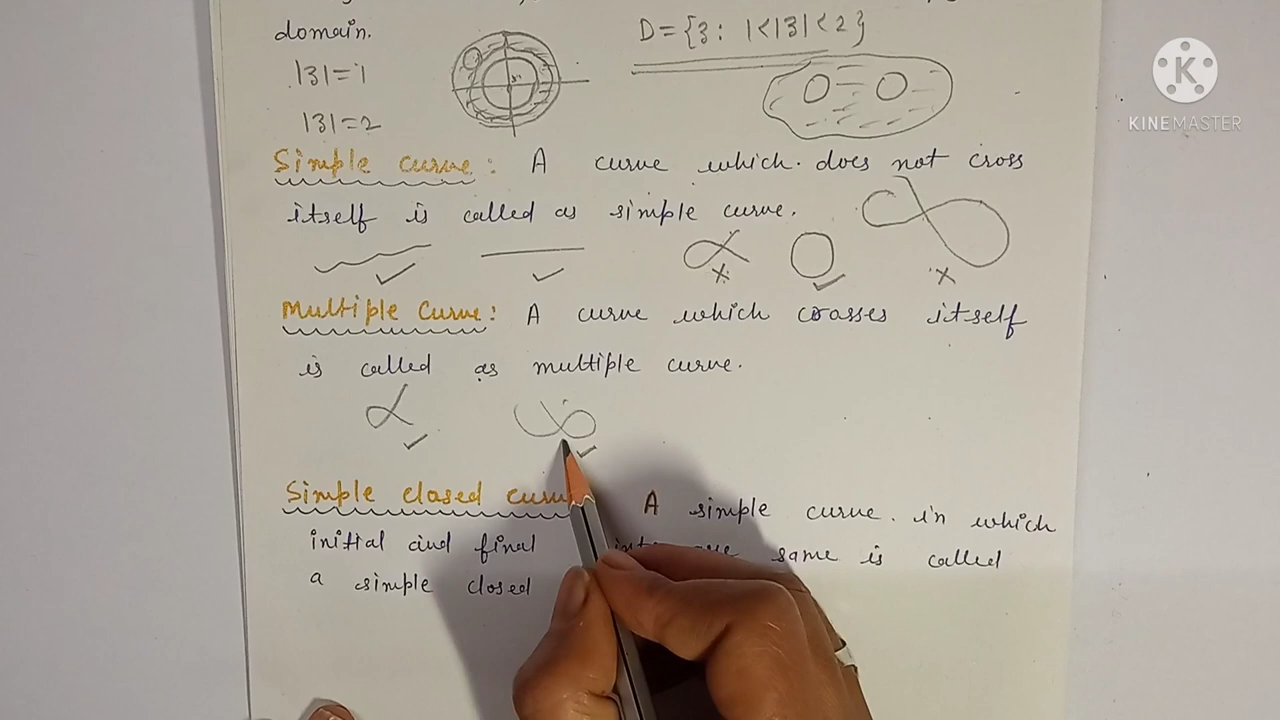 domain.
D={z: 1<|z|<2}
|z|=1
|z|=2
K
KINEMASTER
Simple curve: A curve which does not cross
itself is called as simple curve.
Multiple curve: A curve which crosses itself
is called as multiple curve.
Simple closed curve A simple curve in which
initial and final are same is called
a simple closed